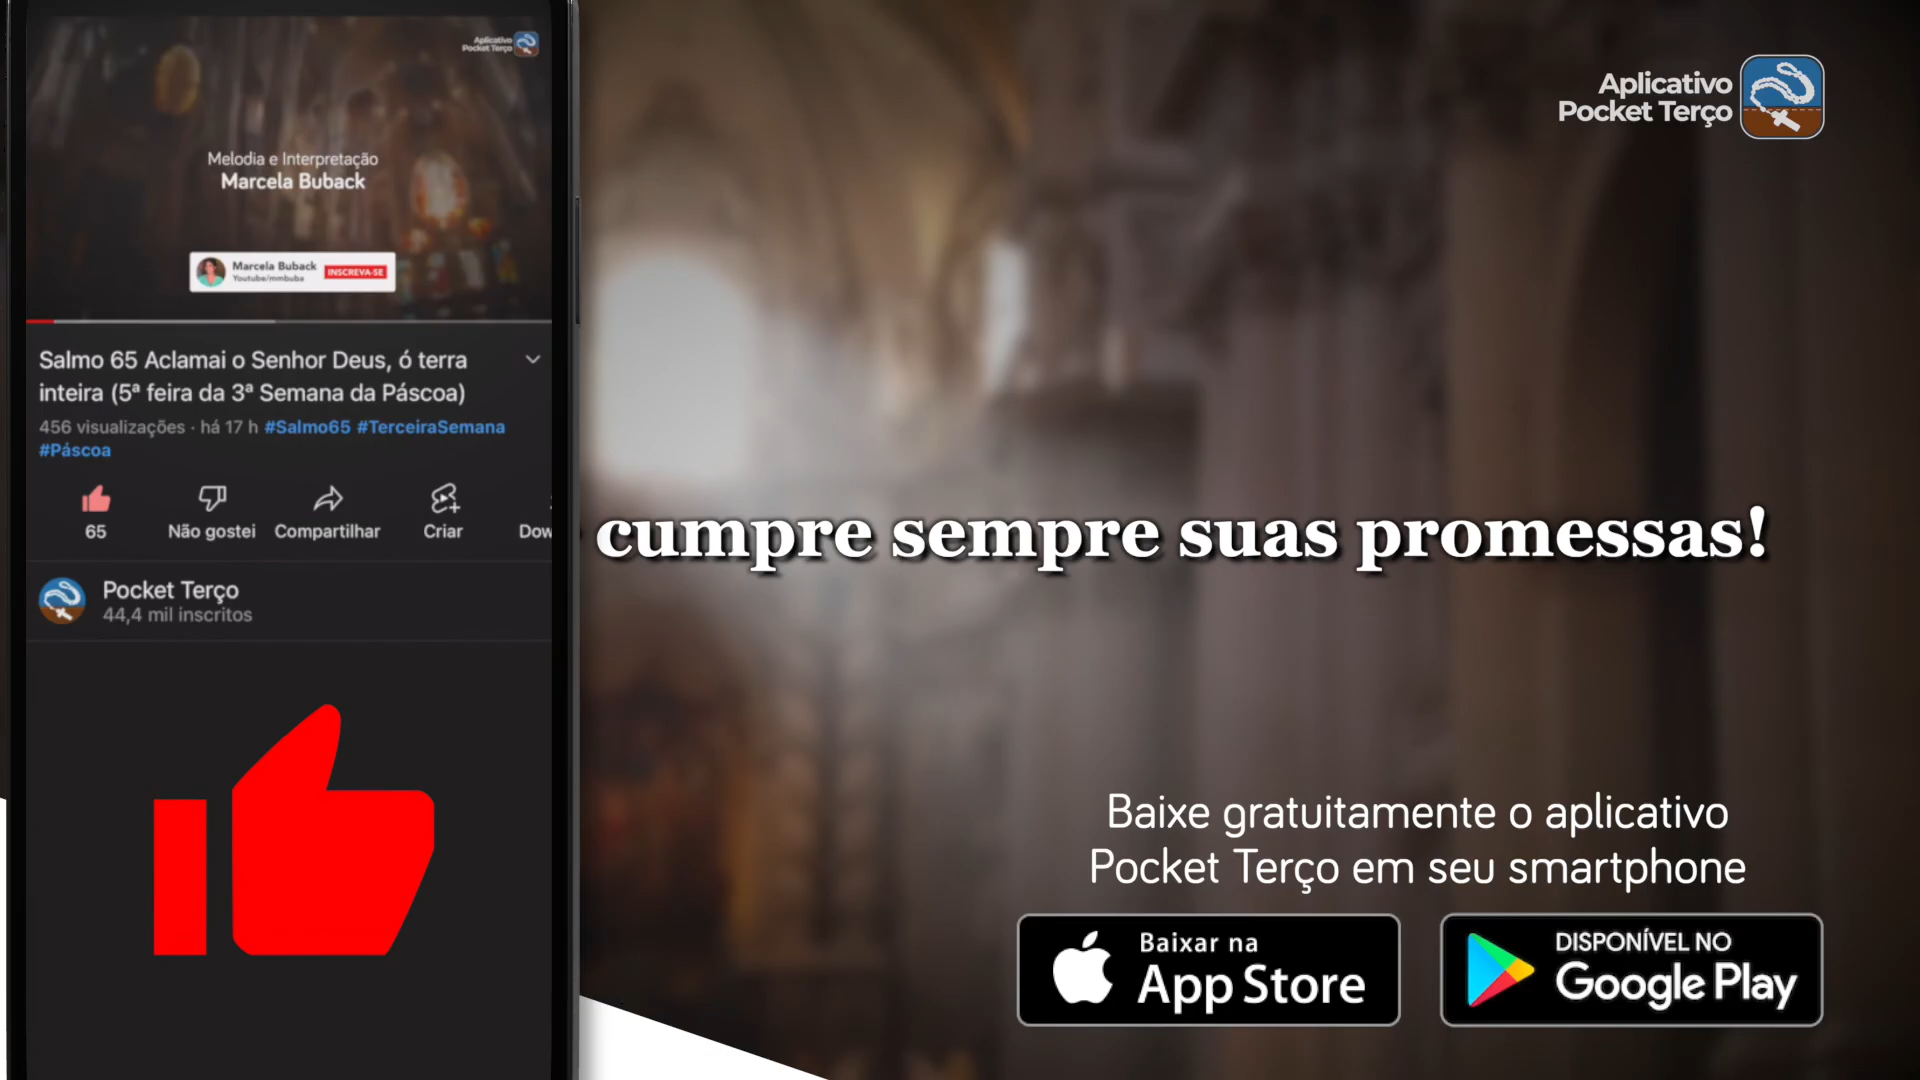 Aplicativo
Pocket Terço
Melodia e Interpretação
Marcela Buback
Marcela Buback
Youtube/mmbuba
INSCREVA-SE
Salmo 65 Aclamai o Senhor Deus, ó terra
inteira (5ª feira da 3ª Semana da Páscoa)
456 visualizações · há 17 h #Salmo65 #TerceiraSemana
#Páscoa
65
Não gostei
Compartilhar
Criar
Dow
Pocket Terço
44,4 mil inscritos
Aplicativo
Pocket Terço
cumpre sempre suas promessas!
Baixe gratuitamente o aplicativo
Pocket Terço em seu smartphone
Baixar na
App Store
DISPONÍVEL NO
Google Play